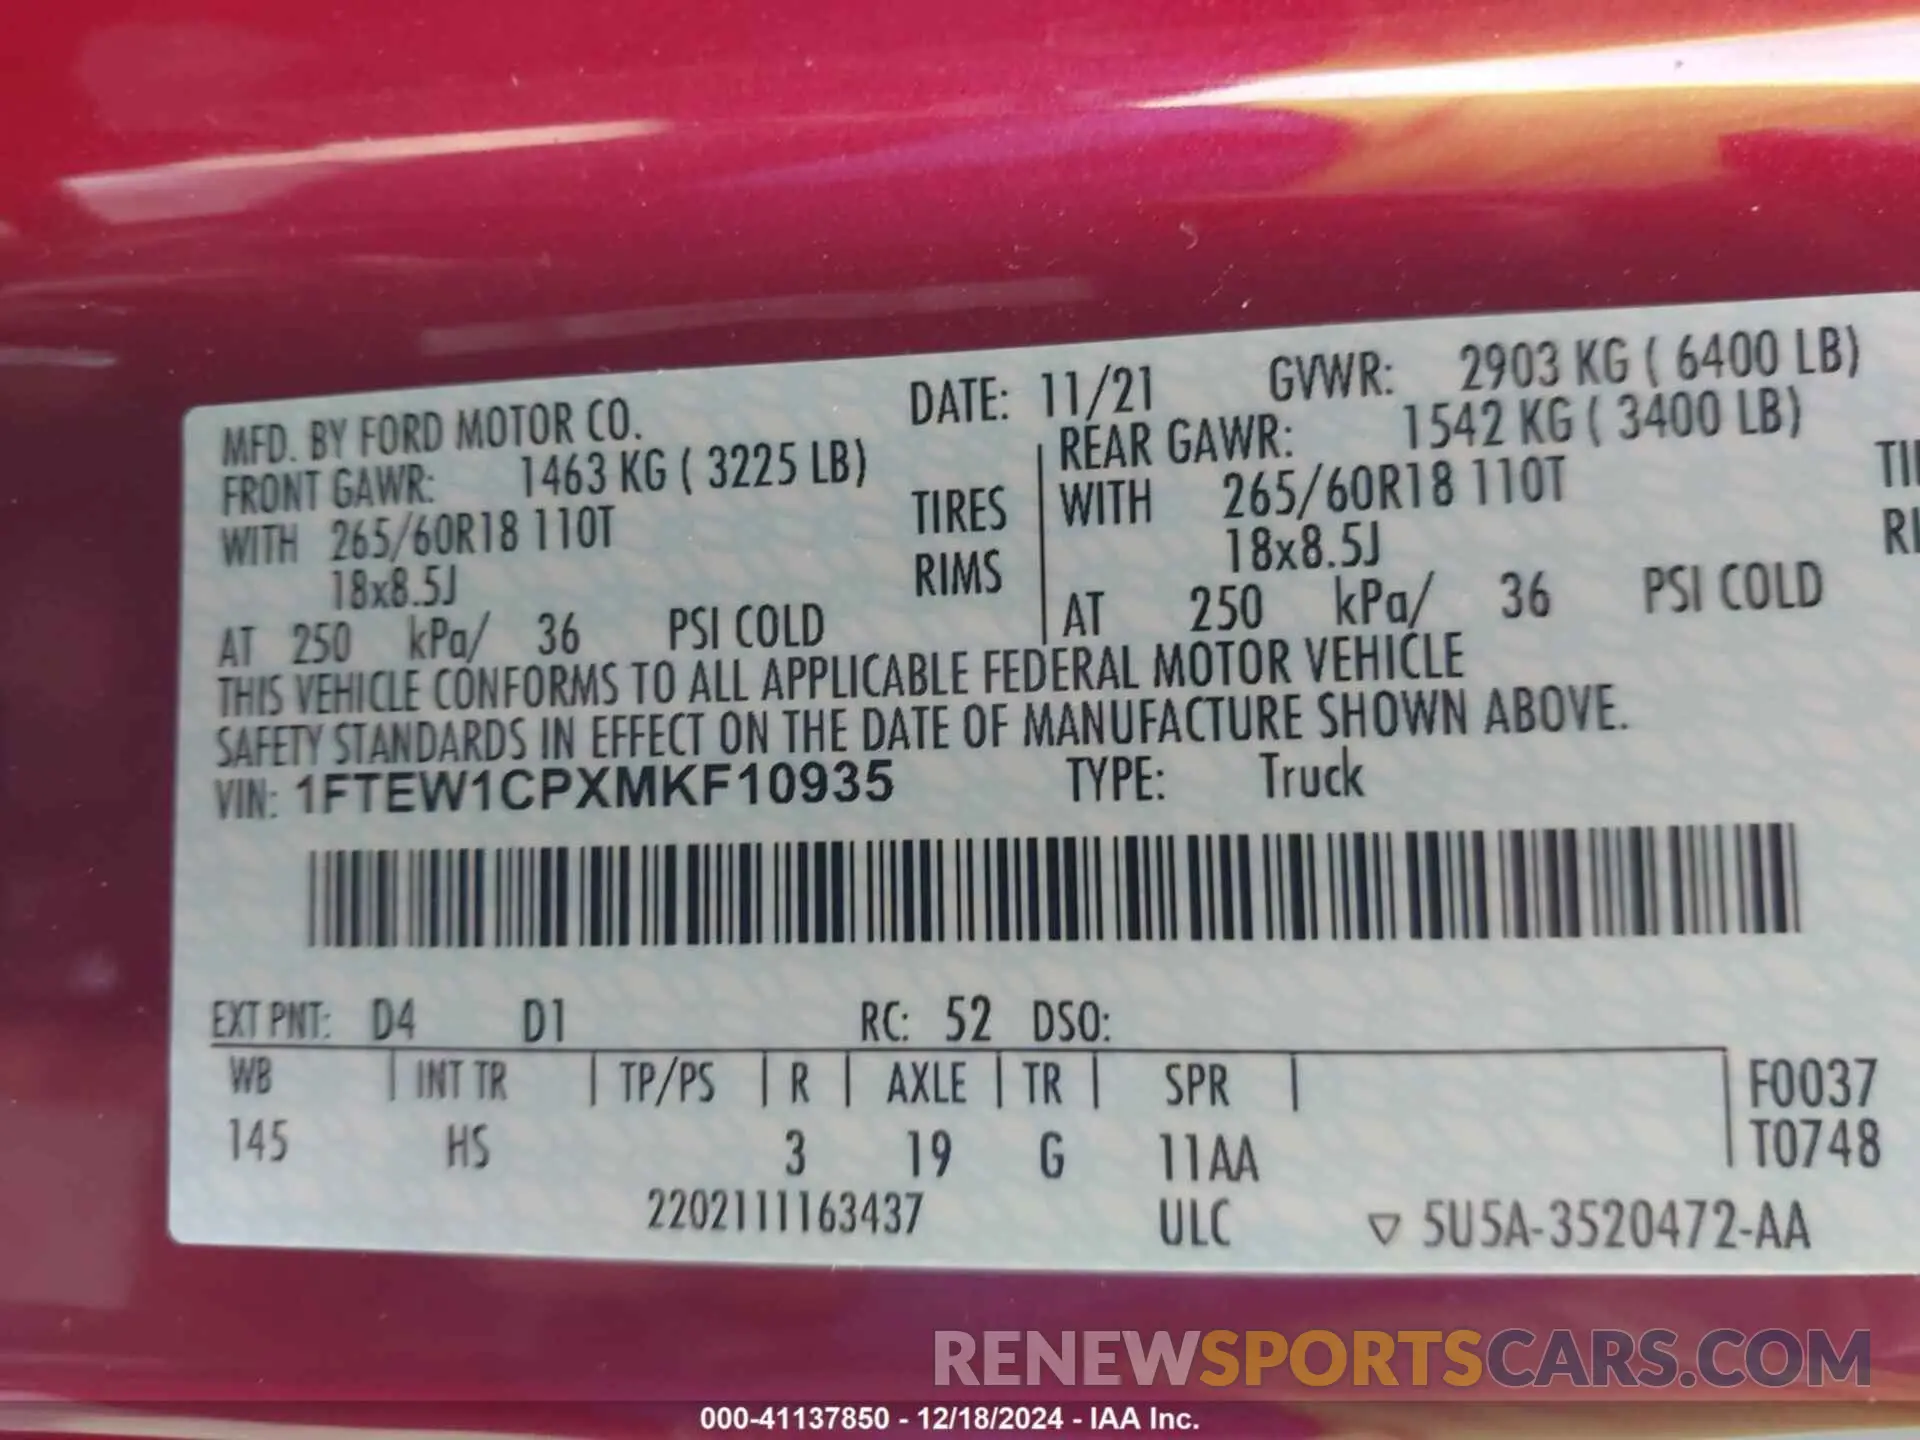 MFD. BY FORD MOTOR CO. DATE: 11/21 GVWR: 2903 KG ( 6400 LB)
FRONT GAWR: 1463 KG ( 3225 LB) REAR GAWR: 1542 KG ( 3400 LB)
WITH 265/60R18 110T TIRES WITH 265/60R18 110T
18x8.5J RIMS 18x8.5J
AT 250 kPa/ 36 PSI COLD AT 250 kPa/ 36 PSI COLD
THIS VEHICLE CONFORMS TO ALL APPLICABLE FEDERAL MOTOR VEHICLE
SAFETY STANDARDS IN EFFECT ON THE DATE OF MANUFACTURE SHOWN ABOVE.
VIN: 1FTEW1CPXMKF10935 TYPE: Truck
EXT PNT: D4 D1 RC: 52 DSO:
WB INT TR TP/PS R AXLE TR SPR F0037
145 HS 3 19 G 11AA T0748
2202111163437 ULC ▽ 5U5A-3520472-AA
RENEWSPORTSCARS.COM
000-41137850 - 12/18/2024 - IAA Inc.